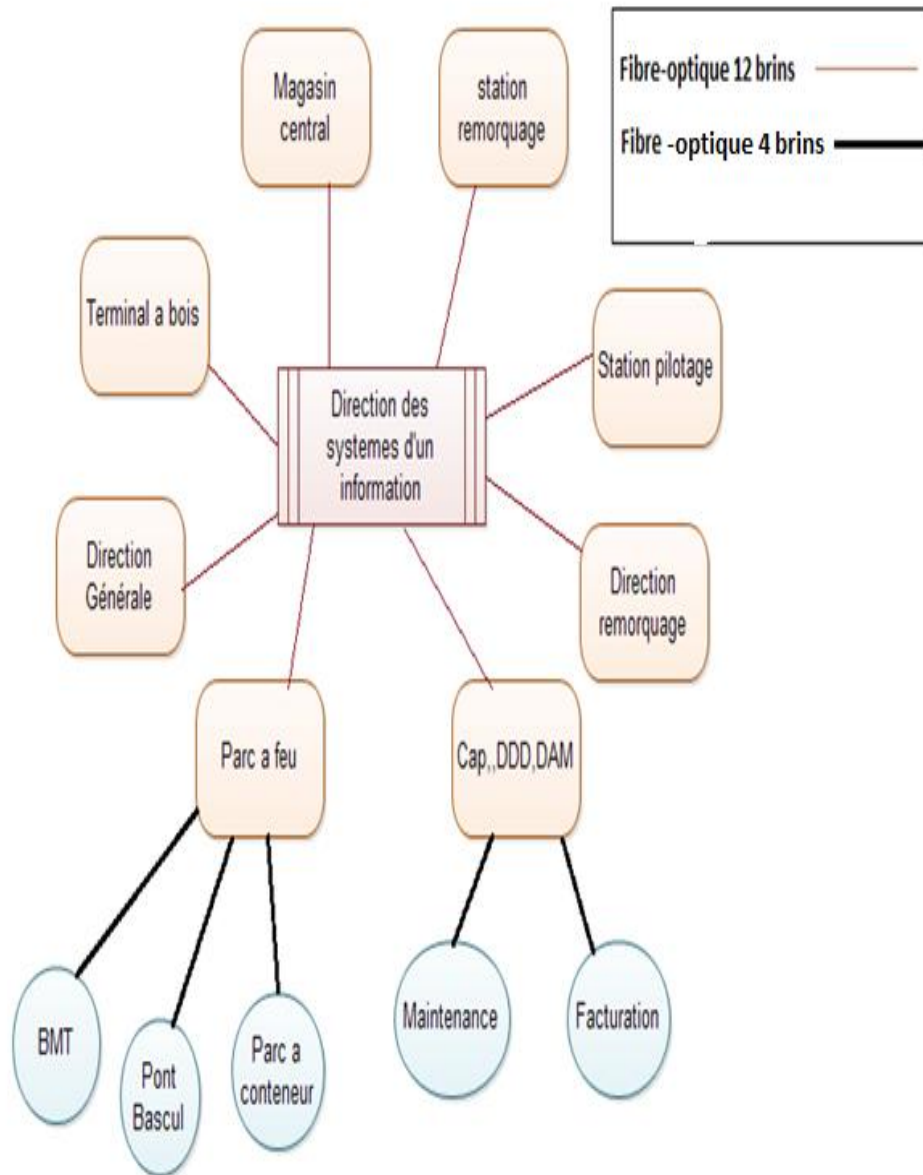 Magasin
central
station
remorquage
Fibre-optique 12 brins
Fibre -optique 4 brins
Terminal a bois
Station pilotage
Direction des
systemes d'un
information
Direction
Générale
Direction
remorquage
Parc a feu
Cap,,DDD,DAM
BMT
Pont
Bascul
Parc a
conteneur
Maintenance
Facturation